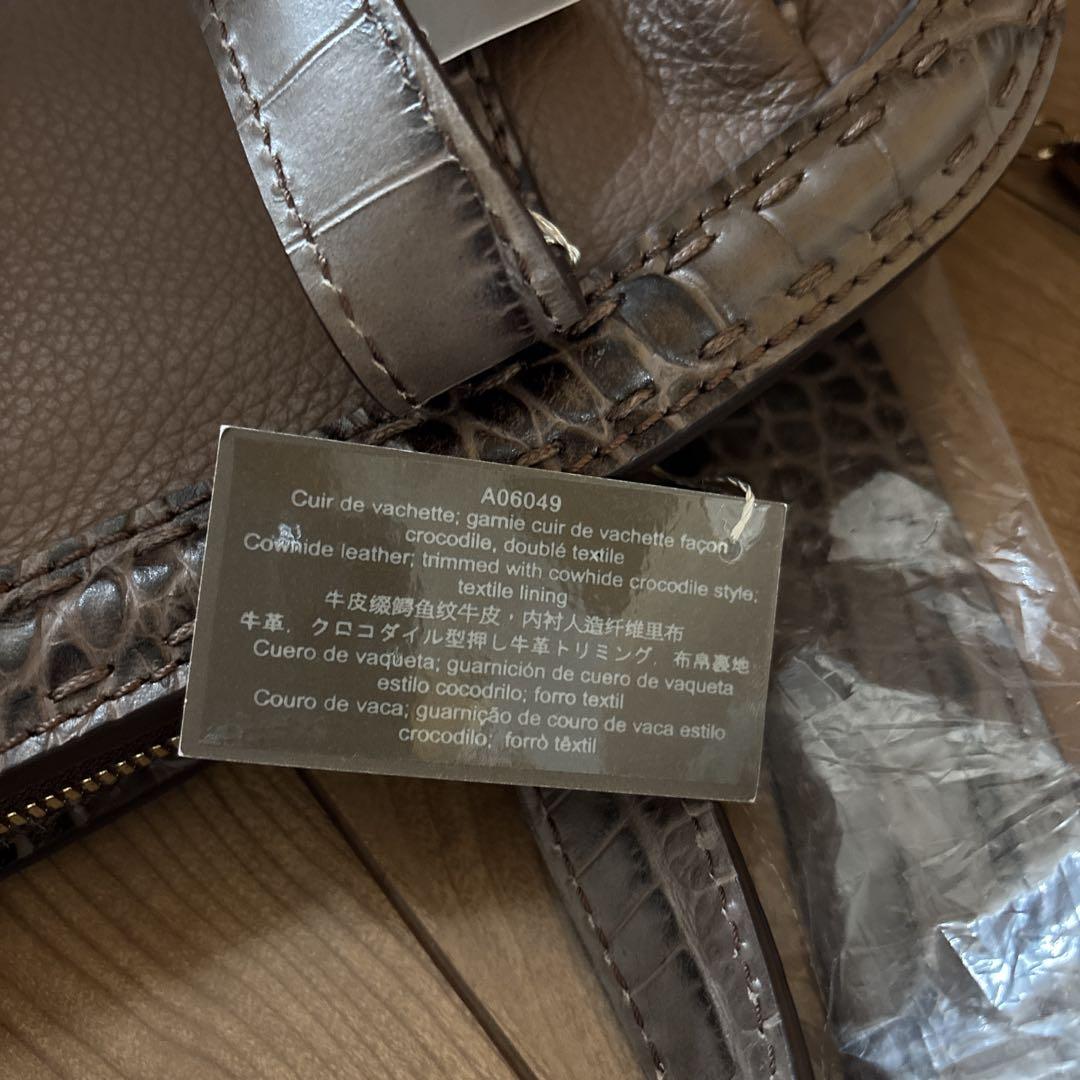 A06049
Cuir de vachette; garnie cuir de vachette façon
crocodile, doublé textile
Cowhide leather; trimmed with cowhide crocodile style,
textile lining
牛皮缀鳄鱼纹牛皮，内衬人造纤维里布
牛革，クロコダイル型押し牛革トリミング，布帛裏地
Cuero de vaqueta; guarnición de cuero de vaqueta
estilo cocodrilo; forro textil
Couro de vaca; guarnição de couro de vaca estilo
crocodilo; forro têxtil